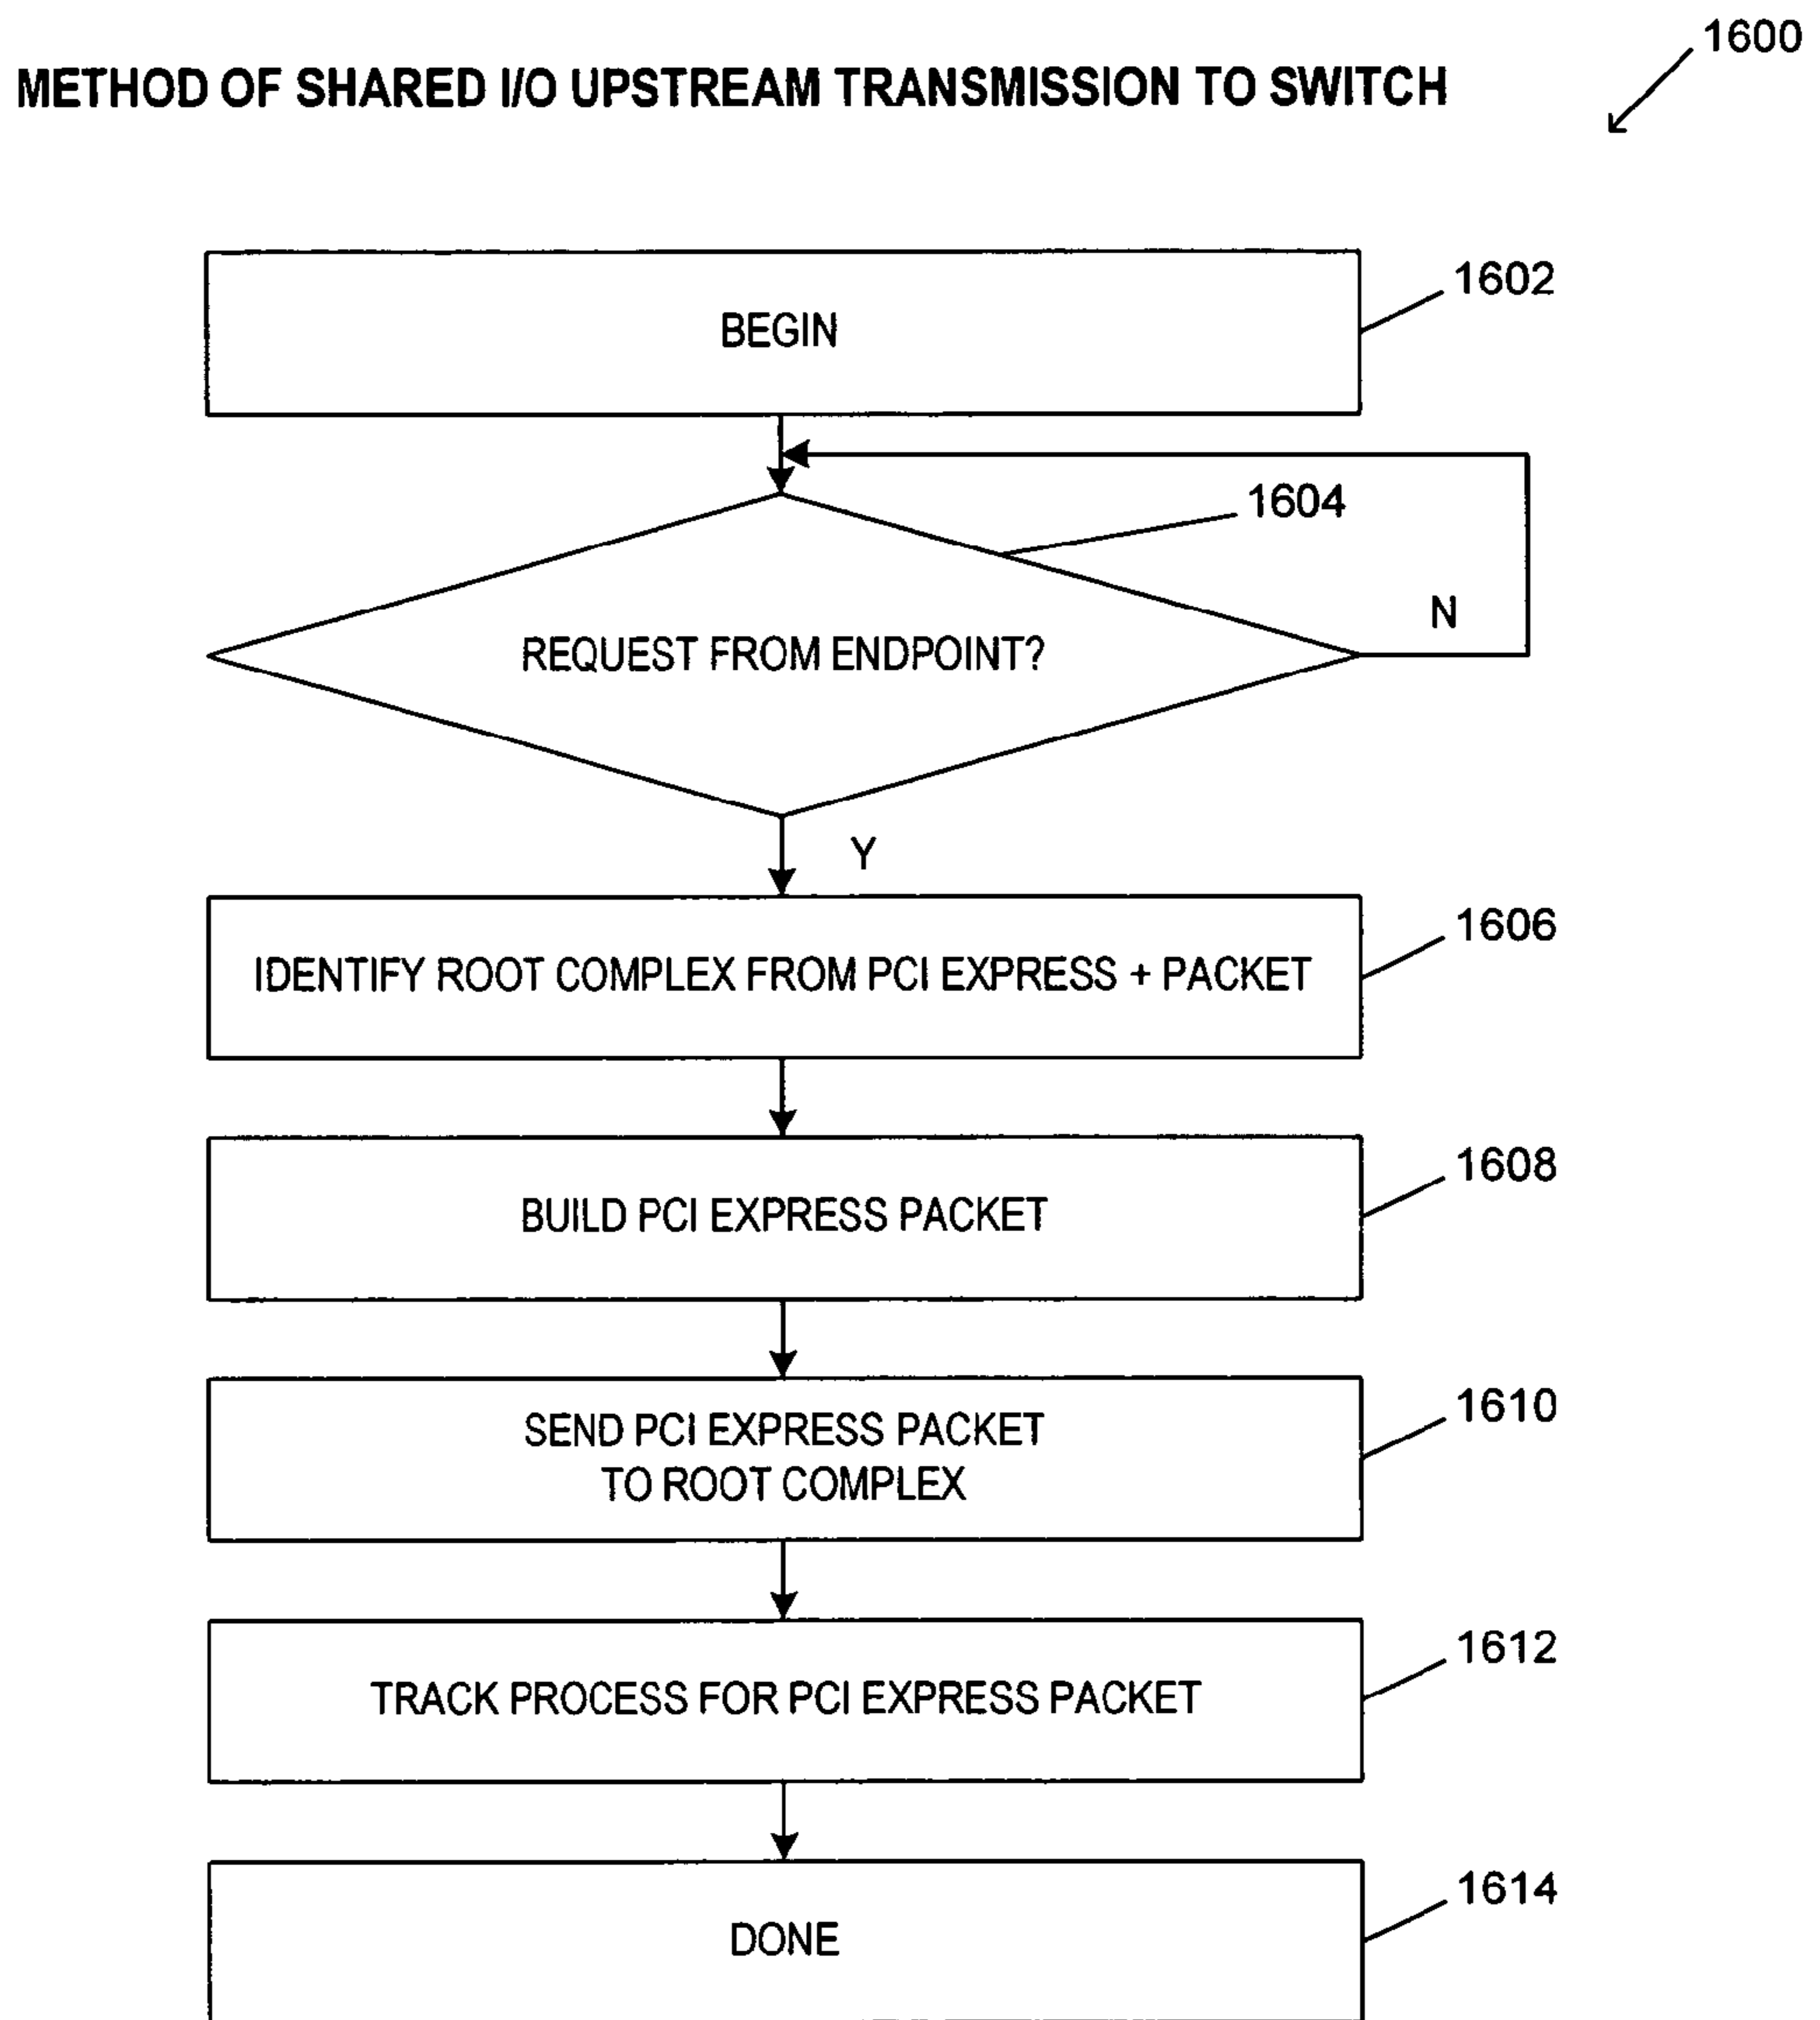 1600
METHOD OF SHARED I/O UPSTREAM TRANSMISSION TO SWITCH
1602
BEGIN
1604
N
REQUEST FROM ENDPOINT?
Y
1606
IDENTIFY ROOT COMPLEX FROM PCI EXPRESS + PACKET
1608
BUILD PCI EXPRESS PACKET
1610
SEND PCI EXPRESS PACKET
TO ROOT COMPLEX
1612
TRACK PROCESS FOR PCI EXPRESS PACKET
1614
DONE